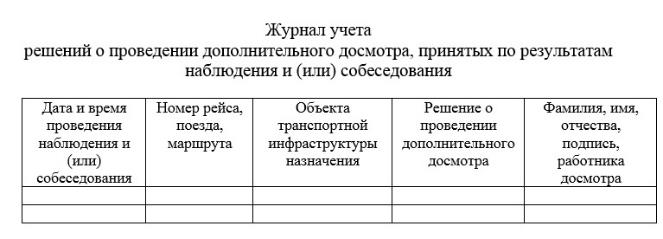 Журнал учета
решений о проведении дополнительного досмотра, принятых по результатам
наблюдения и (или) собеседования
Дата и время
проведения
наблюдения и
(или)
собеседования
Номер рейса,
поезда,
маршрута
Объекта
транспортной
инфраструктуры
назначения
Решение о
проведении
дополнительного
досмотра
Фамилия, имя,
отчества,
подпись,
работника
досмотра